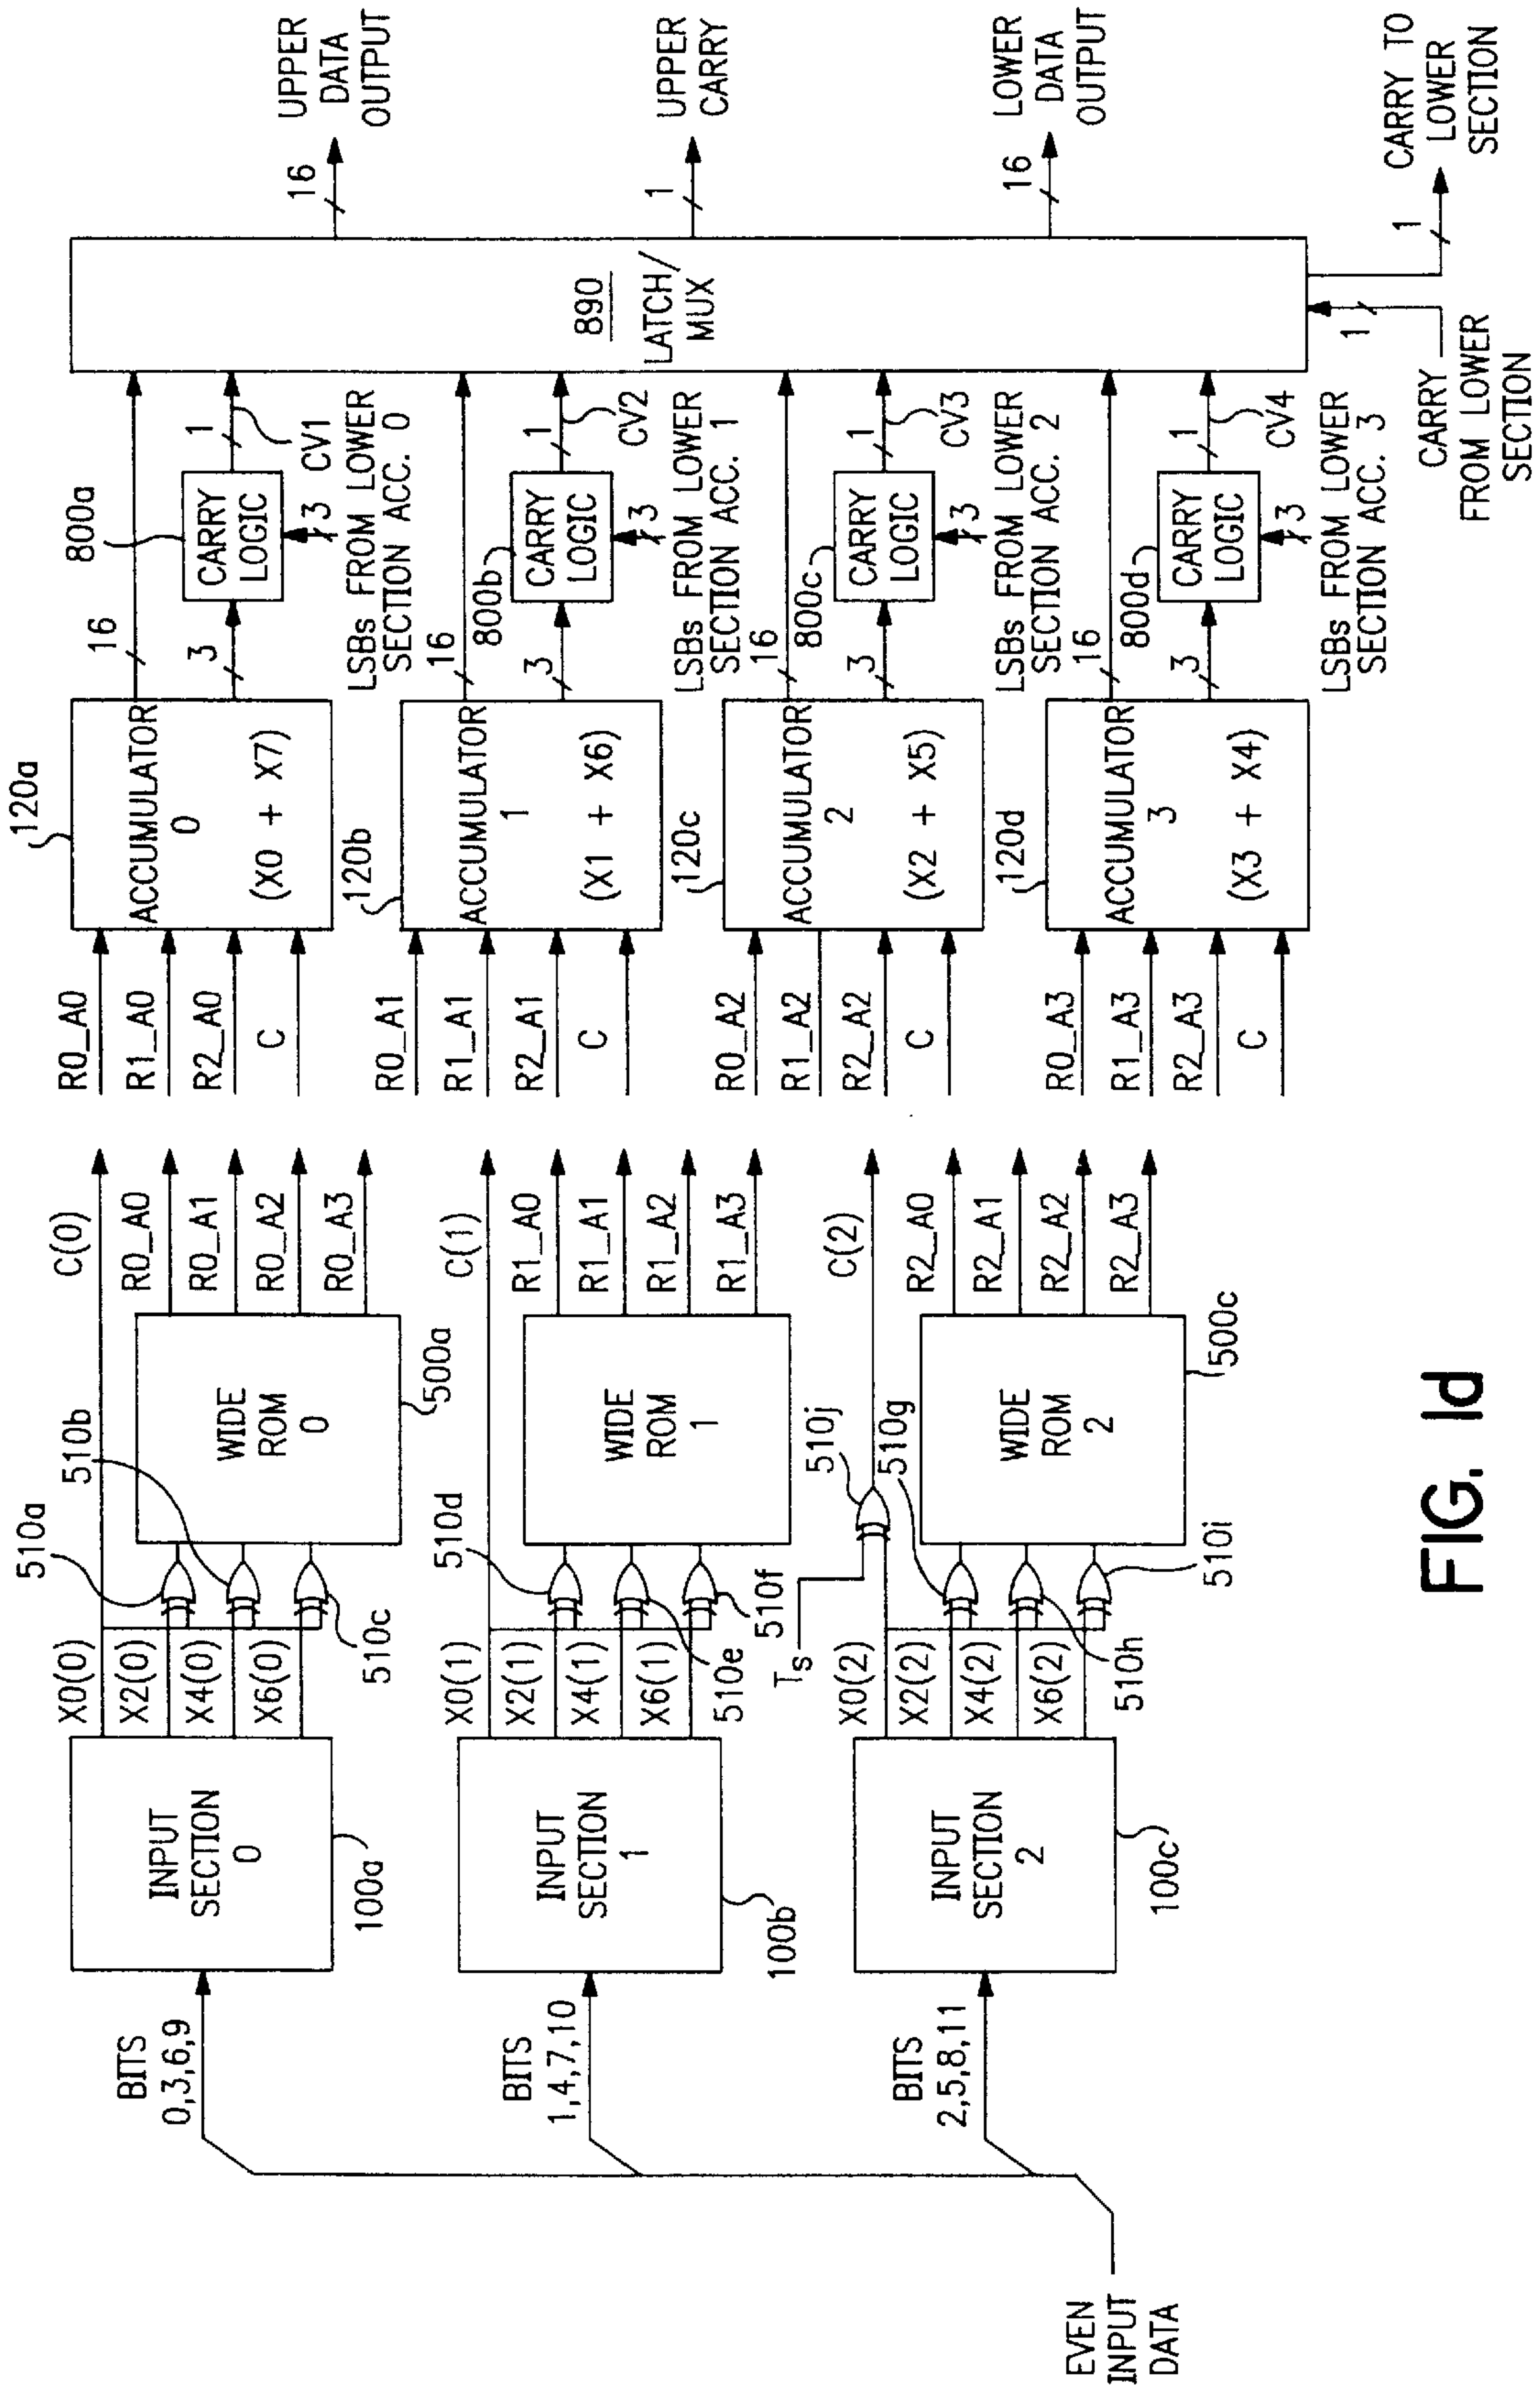 EVEN
INPUT
DATA
BITS
0,3,6,9
BITS
1,4,7,10
BITS
2,5,8,11
INPUT
SECTION
0
100a
INPUT
SECTION
1
100b
INPUT
SECTION
2
100c
X0(0)
X2(0)
X4(0)
X6(0)
X0(1)
X2(1)
X4(1)
X6(1)
Ts
X0(2)
X2(2)
X4(2)
X6(2)
510a
510b
510c
510d
510e
510f
510j
510g
510h
510i
WIDE
ROM
0
500a
WIDE
ROM
1
WIDE
ROM
2
500c
C(0)
R0_A0
R0_A1
R0_A2
R0_A3
C(1)
R1_A0
R1_A1
R1_A2
R1_A3
C(2)
R2_A0
R2_A1
R2_A2
R2_A3
R0_A0
R1_A0
R2_A0
C
R0_A1
R1_A1
R2_A1
C
R0_A2
R1_A2
R2_A2
C
R0_A3
R1_A3
R2_A3
C
120a
ACCUMULATOR
0
(X0 + X7)
120b
ACCUMULATOR
1
(X1 + X6)
120c
ACCUMULATOR
2
(X2 + X5)
120d
ACCUMULATOR
3
(X3 + X4)
16
3
800a
CARRY
LOGIC
3
1
CV1
LSBs FROM LOWER
SECTION ACC. 0
16
3
800b
CARRY
LOGIC
3
1
CV2
LSBs FROM LOWER
SECTION ACC. 1
16
3
800c
CARRY
LOGIC
3
1
CV3
LSBs FROM LOWER
SECTION ACC. 2
16
3
800d
CARRY
LOGIC
3
1
CV4
LSBs FROM LOWER
SECTION ACC. 3
890
LATCH/
MUX
16
UPPER
DATA
OUTPUT
1
UPPER
CARRY
16
LOWER
DATA
OUTPUT
1
CARRY
FROM LOWER
SECTION
1
CARRY TO
LOWER
SECTION
FIG. 1d